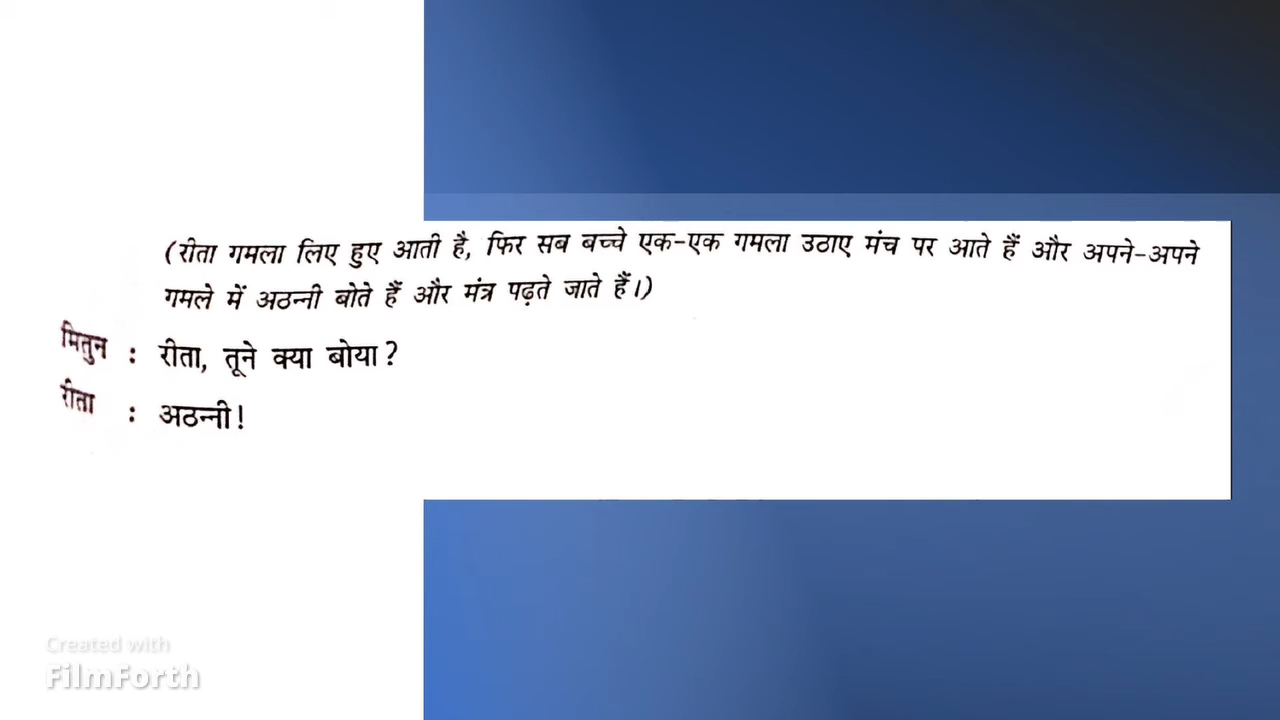 (रीता गमला लिए हुए आती है, फिर सब बच्चे एक-एक गमला उठाए मंच पर आते हैं और अपने-अपने
गमले में अठन्नी बोते हैं और मंत्र पढ़ते जाते हैं।)
मितुन : रीता, तूने क्या बोया?
रीता : अठन्नी!
Created with
FilmForth